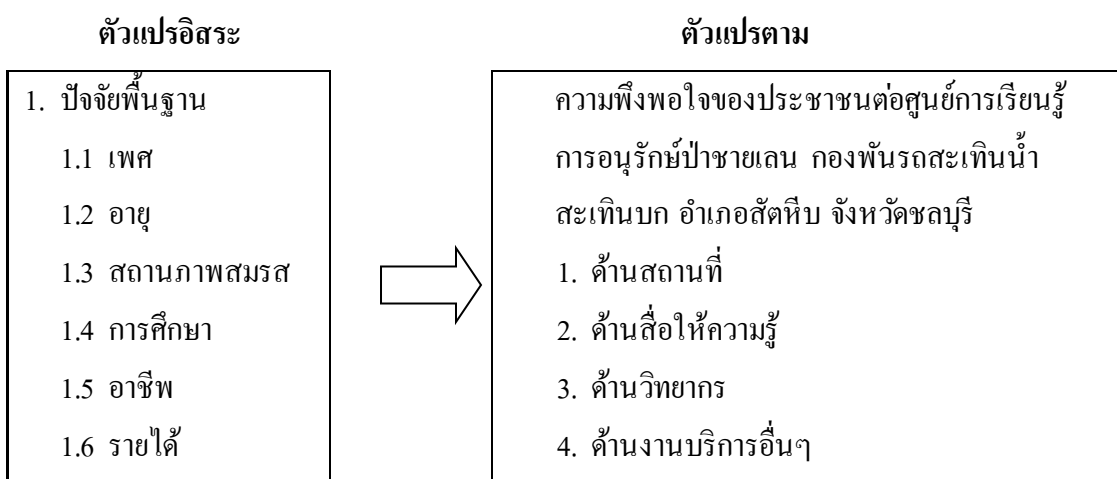 ตัวแปรอิสระ
ตัวแปรตาม
1. ปัจจัยพื้นฐาน
1.1 เพศ
1.2 อายุ
1.3 สถานภาพสมรส
1.4 การศึกษา
1.5 อาชีพ
1.6 รายได้
ความพึงพอใจของประชาชนต่อศูนย์การเรียนรู้
การอนุรักษ์ป่าชายเลน กองพันรถสะเทินน้ำ
สะเทินบก อำเภอสัตหีบ จังหวัดชลบุรี
1. ด้านสถานที่
2. ด้านสื่อให้ความรู้
3. ด้านวิทยากร
4. ด้านงานบริการอื่นๆ